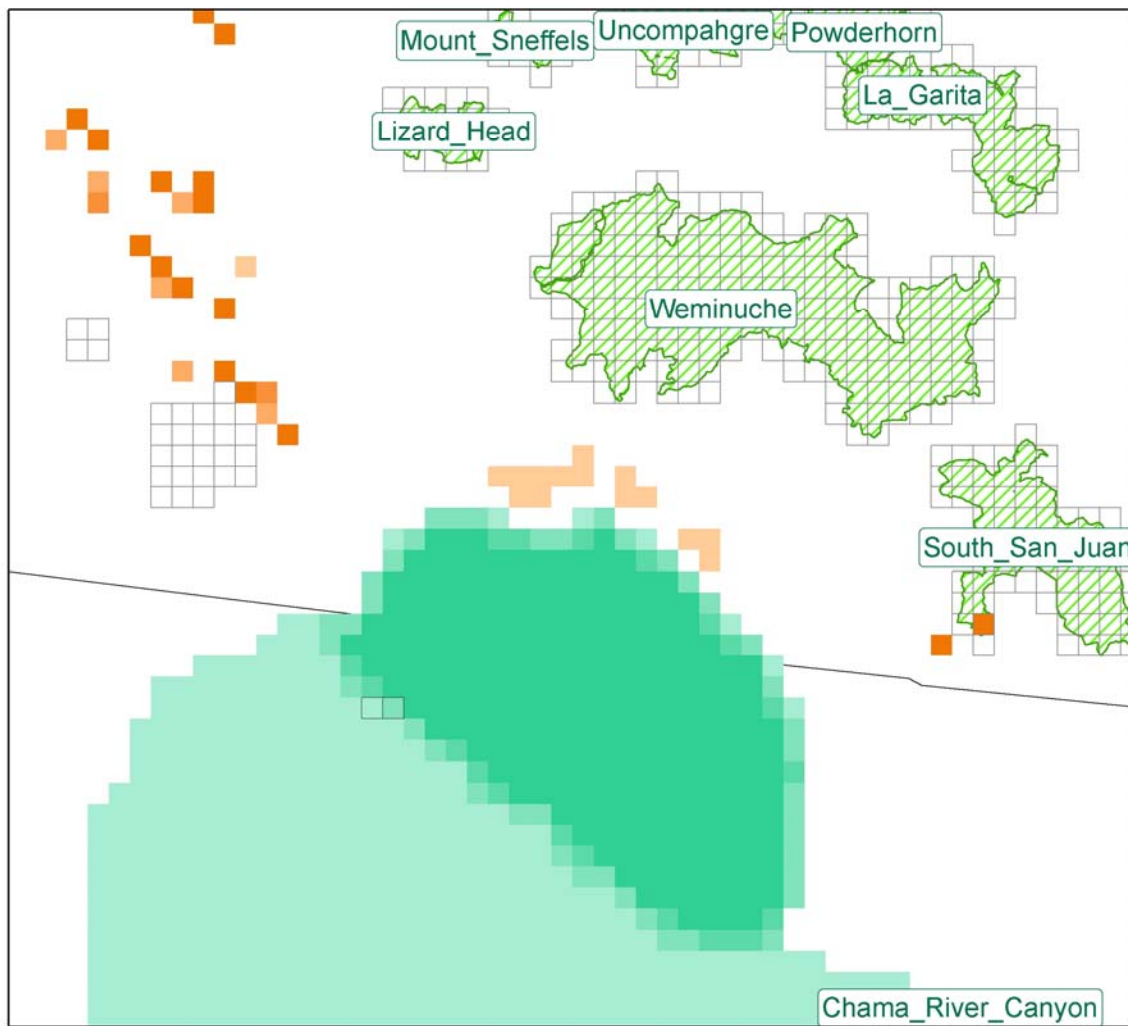 Mount_Sneffels
Uncompahgre
Powderhorn
La_Garita
Lizard_Head
Weminuche
South_San_Juan
Chama_River_Canyon